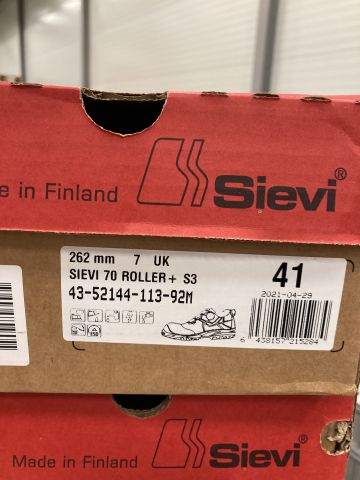 e in Finland Sievi®
262 mm 7 UK
SIEVI 70 ROLLER+ S3
41
2021-04-29
43-52144-113-92M
6 438157 215284
Made in Finland Sievi®